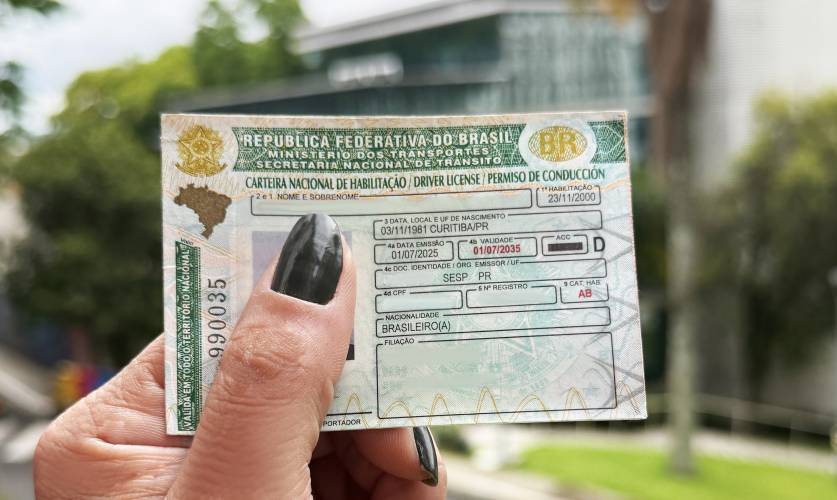 REPÚBLICA FEDERATIVA DO BRASIL
MINISTÉRIO DOS TRANSPORTES
SECRETARIA NACIONAL DE TRÂNSITO
BR
CARTEIRA NACIONAL DE HABILITAÇÃO / DRIVER LICENSE / PERMISO DE CONDUCCIÓN
2 e 1 NOME E SOBRENOME
1ª HABILITAÇÃO
23/11/2000
3 DATA, LOCAL E UF DE NASCIMENTO
03/11/1981 CURITIBA/PR
4a DATA EMISSÃO
01/07/2025
4b VALIDADE
01/07/2035
ACC
D
4c DOC. IDENTIDADE / ÓRG. EMISSOR / UF
SESP PR
4d CPF
5 Nº REGISTRO
9 CAT. HAB
AB
NACIONALIDADE
BRASILEIRO(A)
FILIAÇÃO
VÁLIDA EM TODO O TERRITÓRIO NACIONAL
990035
PORTADOR